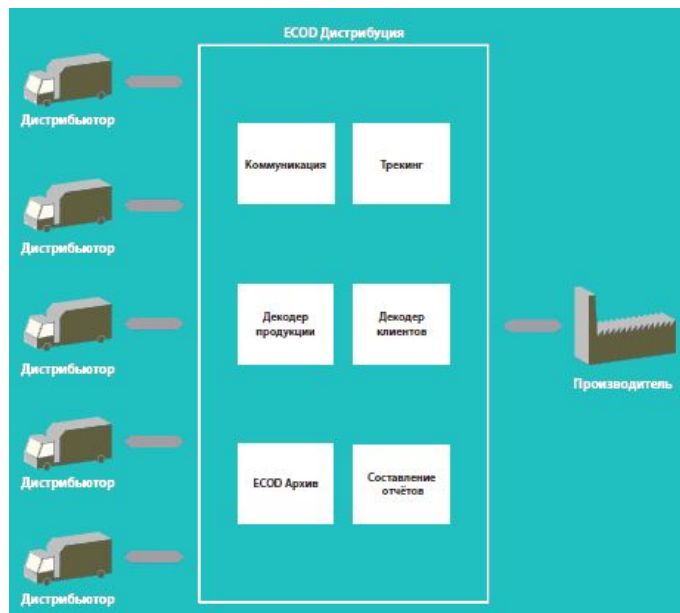 ECOD Дистрибуция
Дистрибьютор
Коммуникация
Трекинг
Дистрибьютор
Декодер
продукции
Декодер
клиентов
Дистрибьютор
Производитель
Дистрибьютор
ECOD Архив
Составление
отчётов
Дистрибьютор